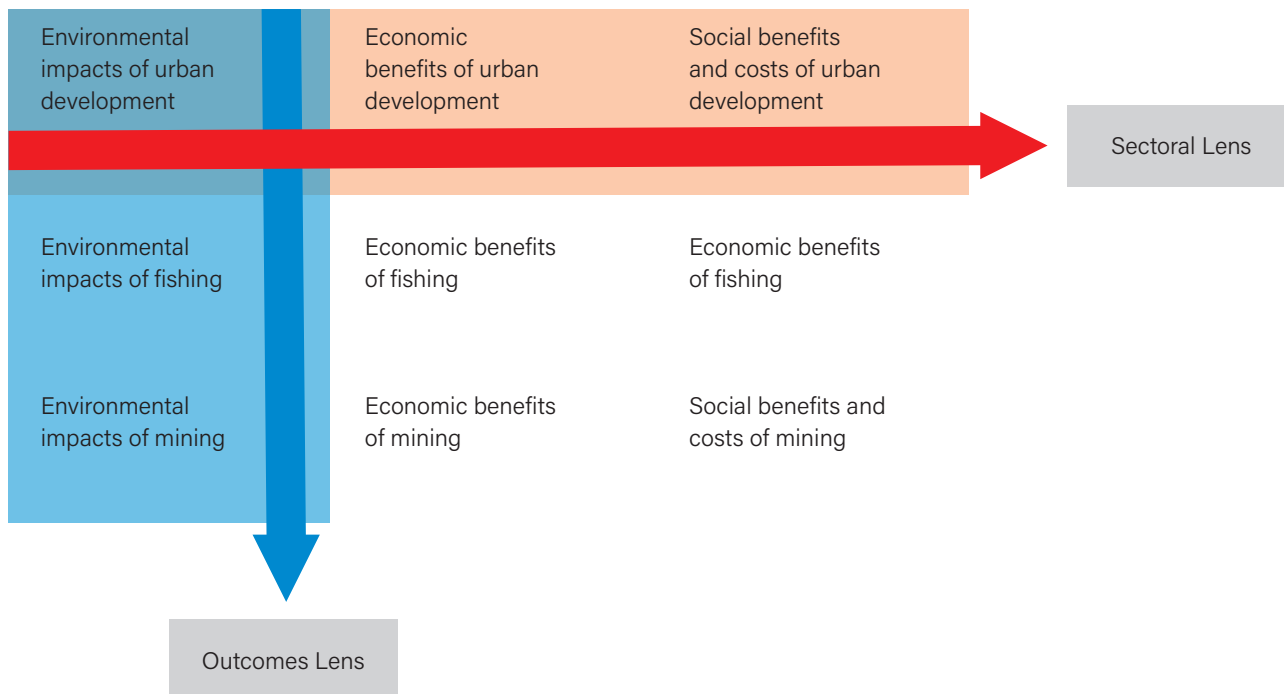 Environmental
impacts of urban
development
Economic
benefits of urban
development
Social benefits
and costs of urban
development
Sectoral Lens
Environmental
impacts of fishing
Economic benefits
of fishing
Economic benefits
of fishing
Environmental
impacts of mining
Economic benefits
of mining
Social benefits and
costs of mining
Outcomes Lens